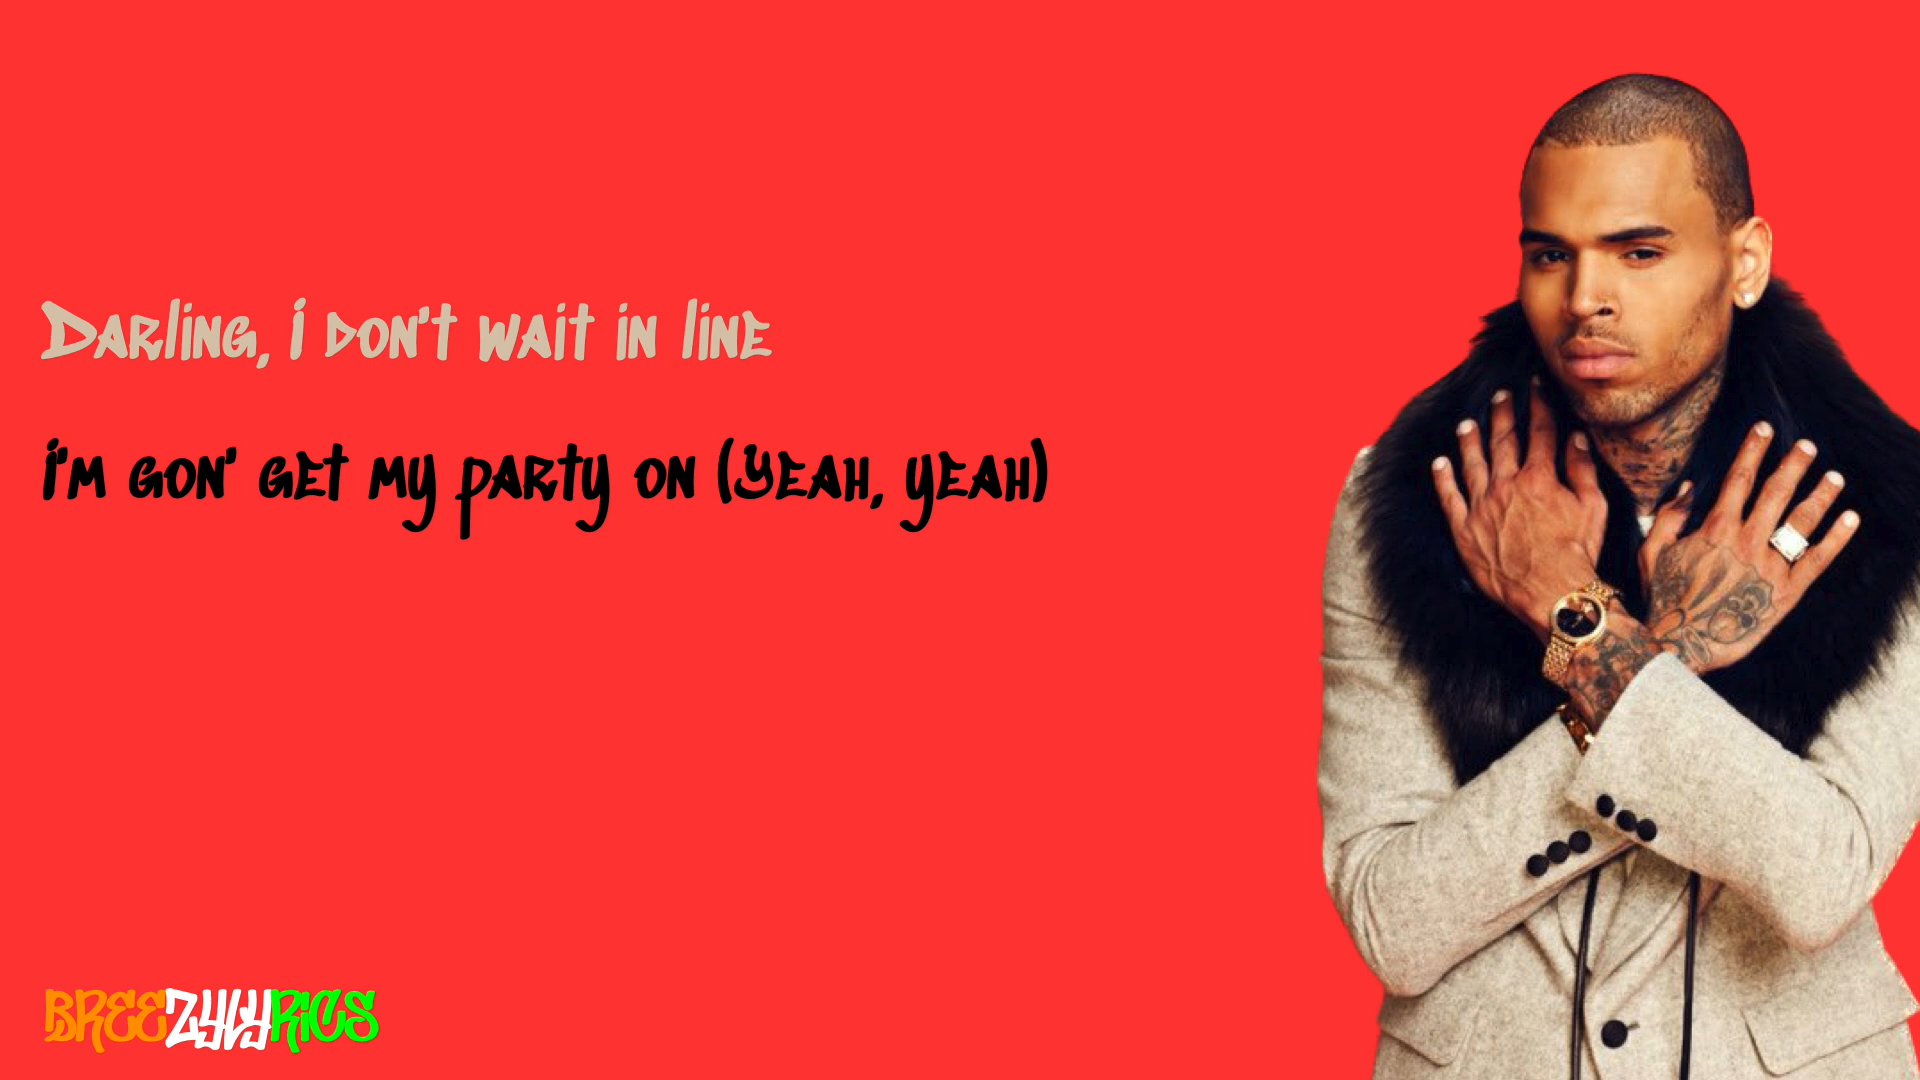 Darling, I don't wait in line
I'm gon' get my party on (Yeah, yeah)
BREEZYLYRICS